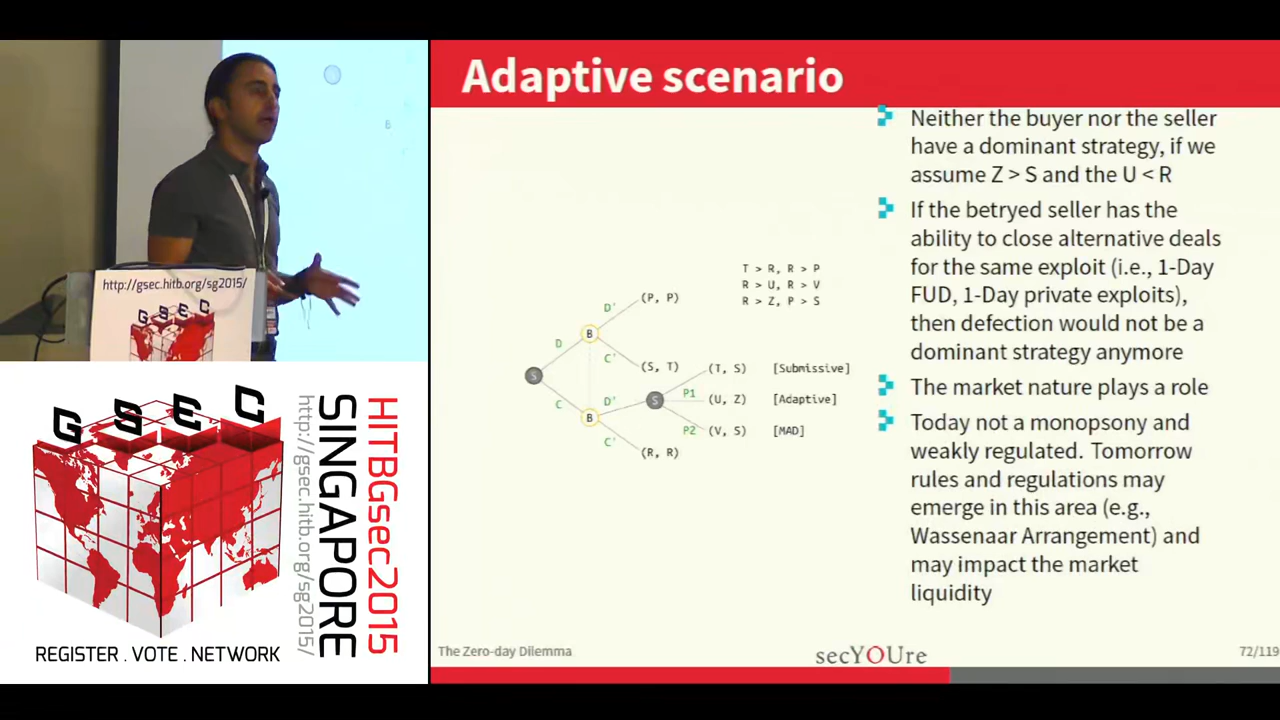 Adaptive scenario
http://gsec.hitb.org/sg2015/
G S E C
B
G S E C
HITBGsec2015
SINGAPORE
http://gsec.hitb.org/sg2015/
REGISTER . VOTE . NETWORK
Neither the buyer nor the seller
have a dominant strategy, if we
assume Z > S and the U < R
If the betryed seller has the
ability to close alternative deals
for the same exploit (i.e., 1-Day
FUD, 1-Day private exploits),
then defection would not be a
dominant strategy anymore
The market nature plays a role
Today not a monopsony and
weakly regulated. Tomorrow
rules and regulations may
emerge in this area (e.g.,
Wassenaar Arrangement) and
may impact the market
liquidity
T > R, R > P
R > U, R > V
R > Z, P > S
D' (P, P)
B
D
C' (S, T)
S
(T, S) [Submissive]
C
D'
S
P1 (U, Z) [Adaptive]
B
P2 (V, S) [MAD]
C' (R, R)
The Zero-day Dilemma
secYOUre
72/119